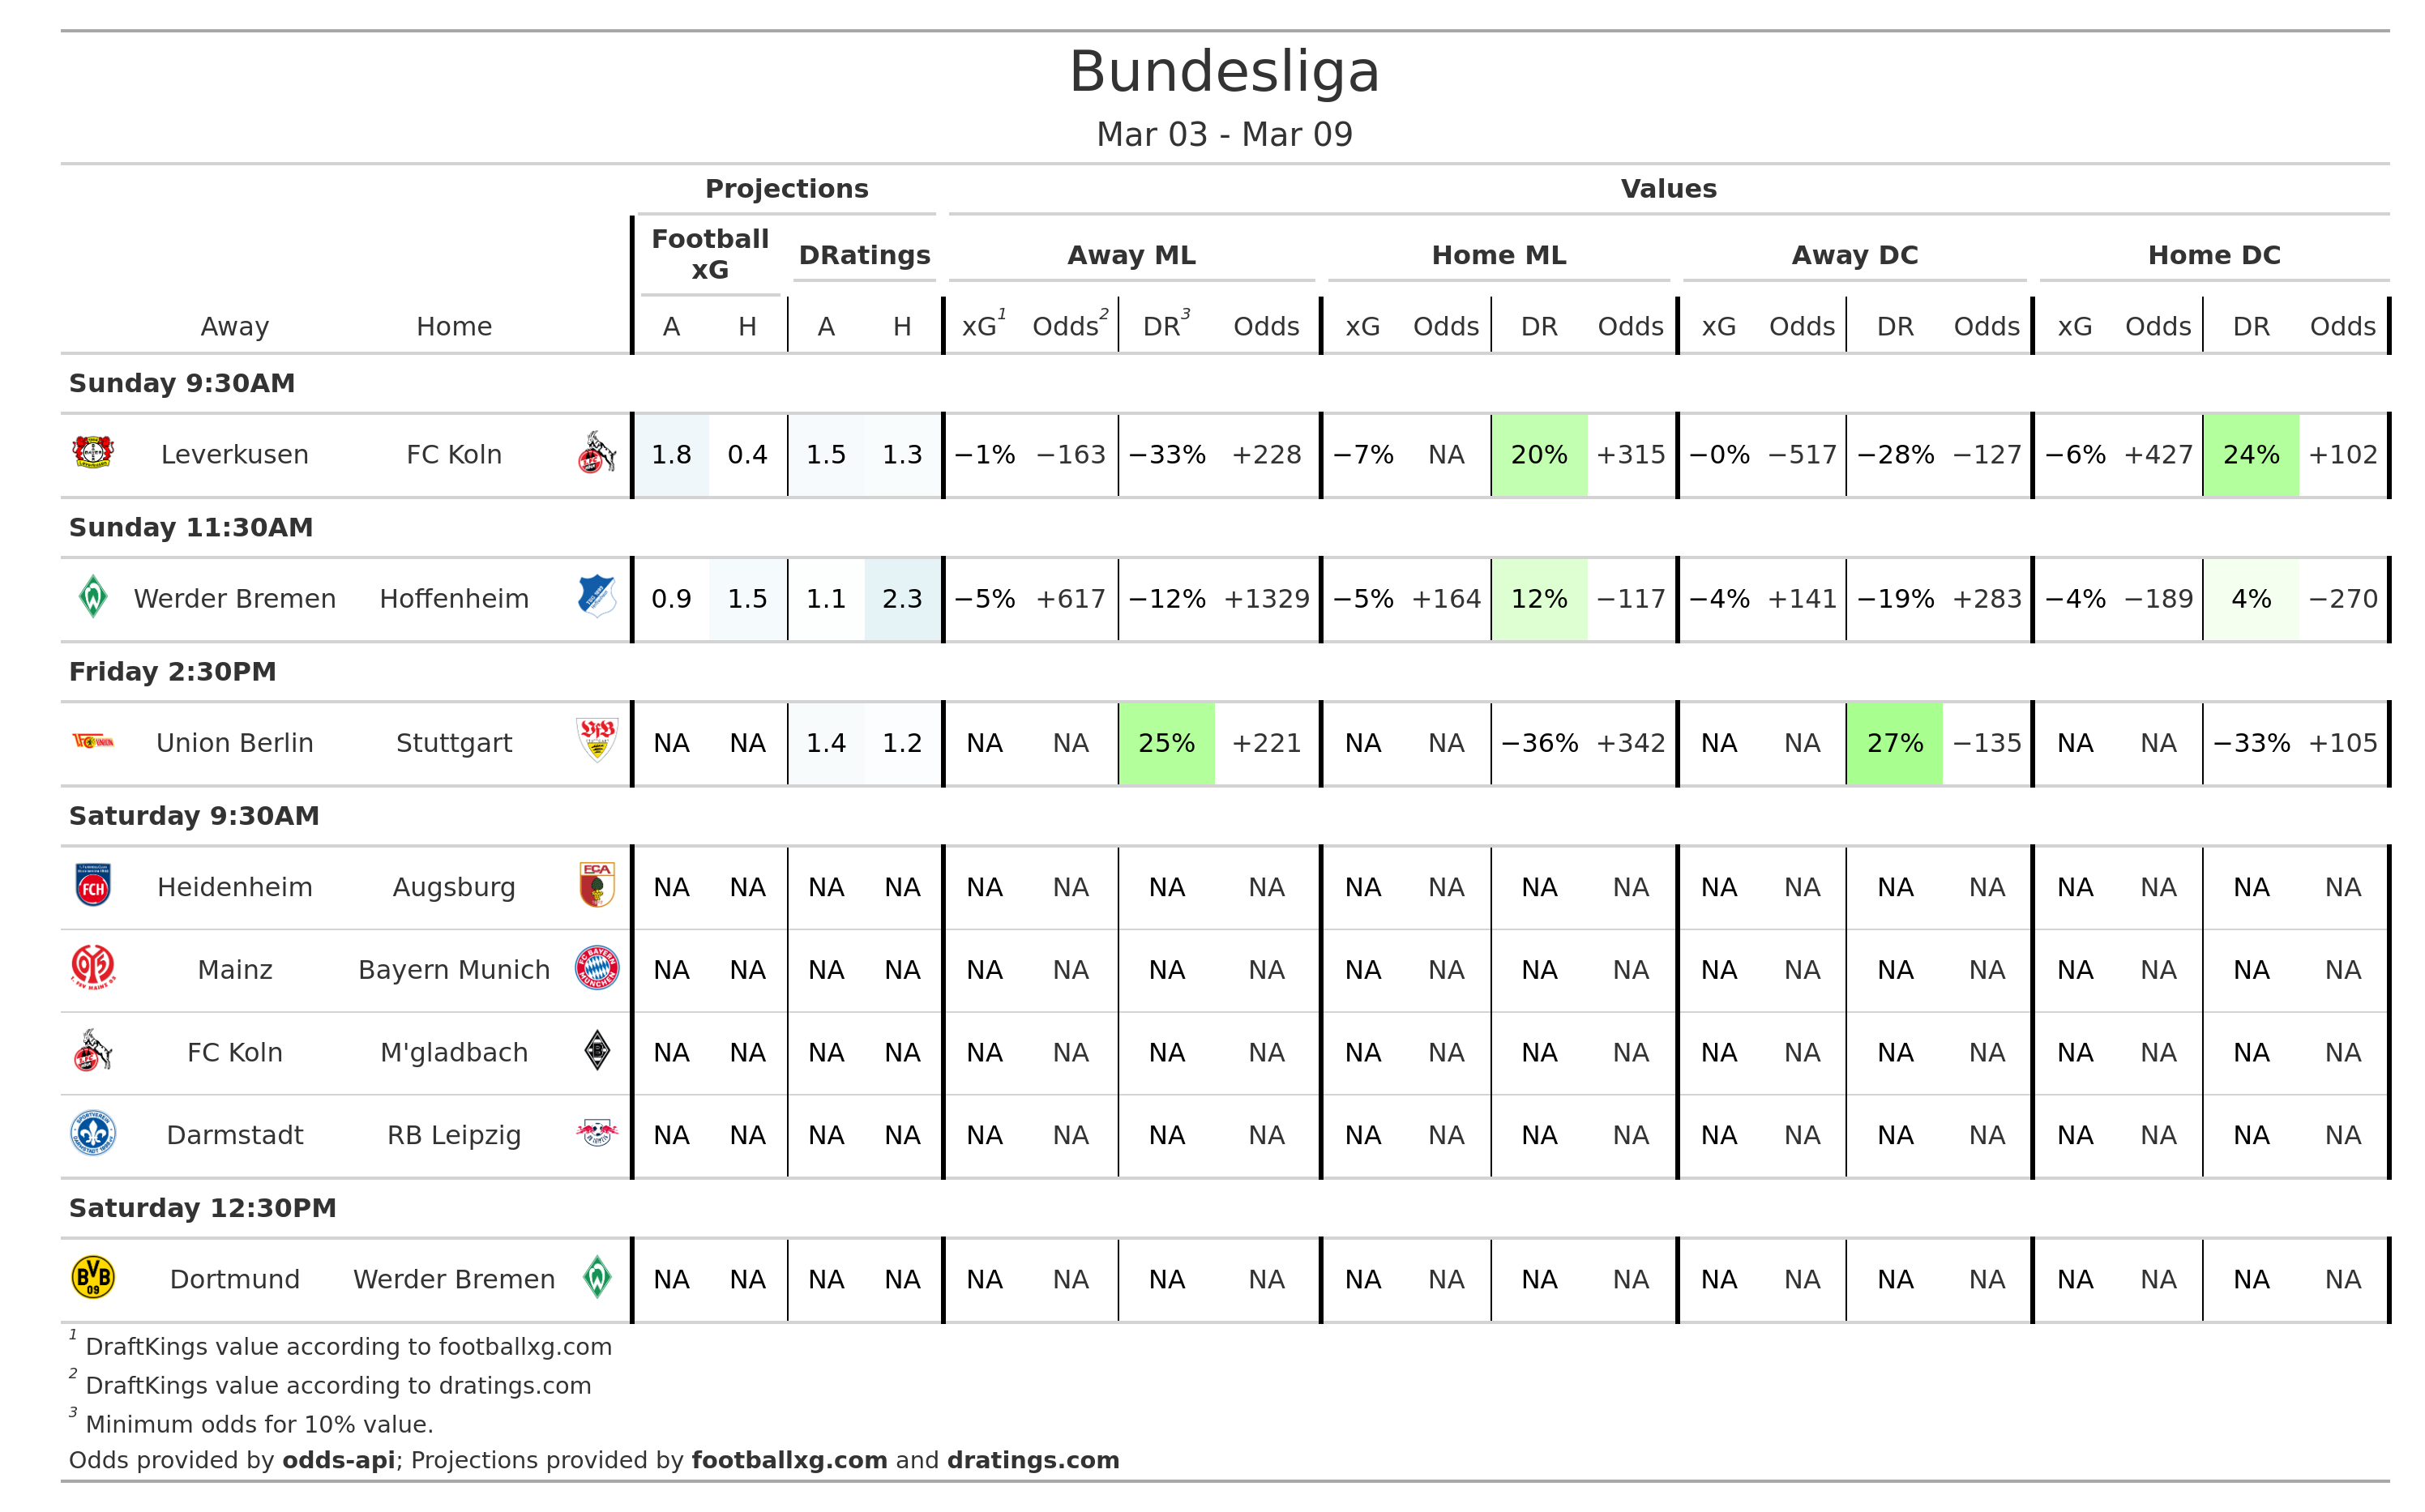 Bundesliga
Mar 03 - Mar 09
Projections Values
Football xG DRatings Away ML Home ML Away DC Home DC
Away Home A H A H xG1 Odds2 DR3 Odds xG Odds DR Odds xG Odds DR Odds xG Odds DR Odds
Sunday 9:30AM
Leverkusen FC Koln 1.8 0.4 1.5 1.3 −1% −163 −33% +228 −7% NA 20% +315 −0% −517 −28% −127 −6% +427 24% +102
Sunday 11:30AM
Werder Bremen Hoffenheim 0.9 1.5 1.1 2.3 −5% +617 −12% +1329 −5% +164 12% −117 −4% +141 −19% +283 −4% −189 4% −270
Friday 2:30PM
Union Berlin Stuttgart NA NA 1.4 1.2 NA NA 25% +221 NA NA −36% +342 NA NA 27% −135 NA NA −33% +105
Saturday 9:30AM
Heidenheim Augsburg NA NA NA NA NA NA NA NA NA NA NA NA NA NA NA NA NA NA NA NA
Mainz Bayern Munich NA NA NA NA NA NA NA NA NA NA NA NA NA NA NA NA NA NA NA NA
FC Koln M'gladbach NA NA NA NA NA NA NA NA NA NA NA NA NA NA NA NA NA NA NA NA
Darmstadt RB Leipzig NA NA NA NA NA NA NA NA NA NA NA NA NA NA NA NA NA NA NA NA
Saturday 12:30PM
Dortmund Werder Bremen NA NA NA NA NA NA NA NA NA NA NA NA NA NA NA NA NA NA NA NA
1 DraftKings value according to footballxg.com
2 DraftKings value according to dratings.com
3 Minimum odds for 10% value.
Odds provided by odds-api; Projections provided by footballxg.com and dratings.com